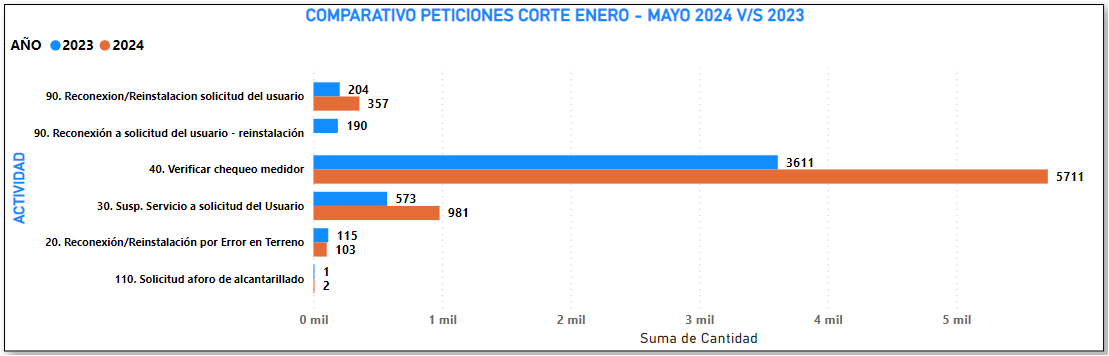 COMPARATIVO PETICIONES CORTE ENERO - MAYO 2024 V/S 2023
AÑO 2023 2024
ACTIVIDAD
90. Reconexion/Reinstalacion solicitud del usuario 204
357
90. Reconexión a solicitud del usuario - reinstalación 190
40. Verificar chequeo medidor 3611
5711
30. Susp. Servicio a solicitud del Usuario 573
981
20. Reconexión/Reinstalación por Error en Terreno 115
103
110. Solicitud aforo de alcantarillado 1
2
0 mil 1 mil 2 mil 3 mil 4 mil 5 mil
Suma de Cantidad